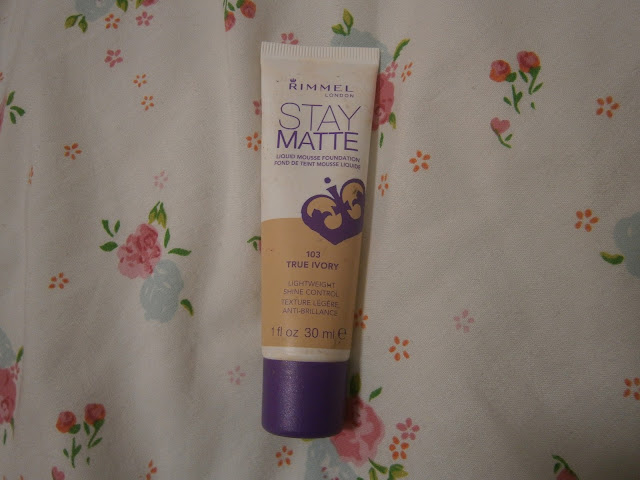 RIMMEL
LONDON
STAY
MATTE
LIQUID MOUSSE FOUNDATION
FOND DE TEINT MOUSSE LIQUIDE
103
TRUE IVORY
LIGHTWEIGHT
SHINE CONTROL
TEXTURE LÉGÈRE,
ANTI-BRILLANCE
1 fl oz 30 ml ℮